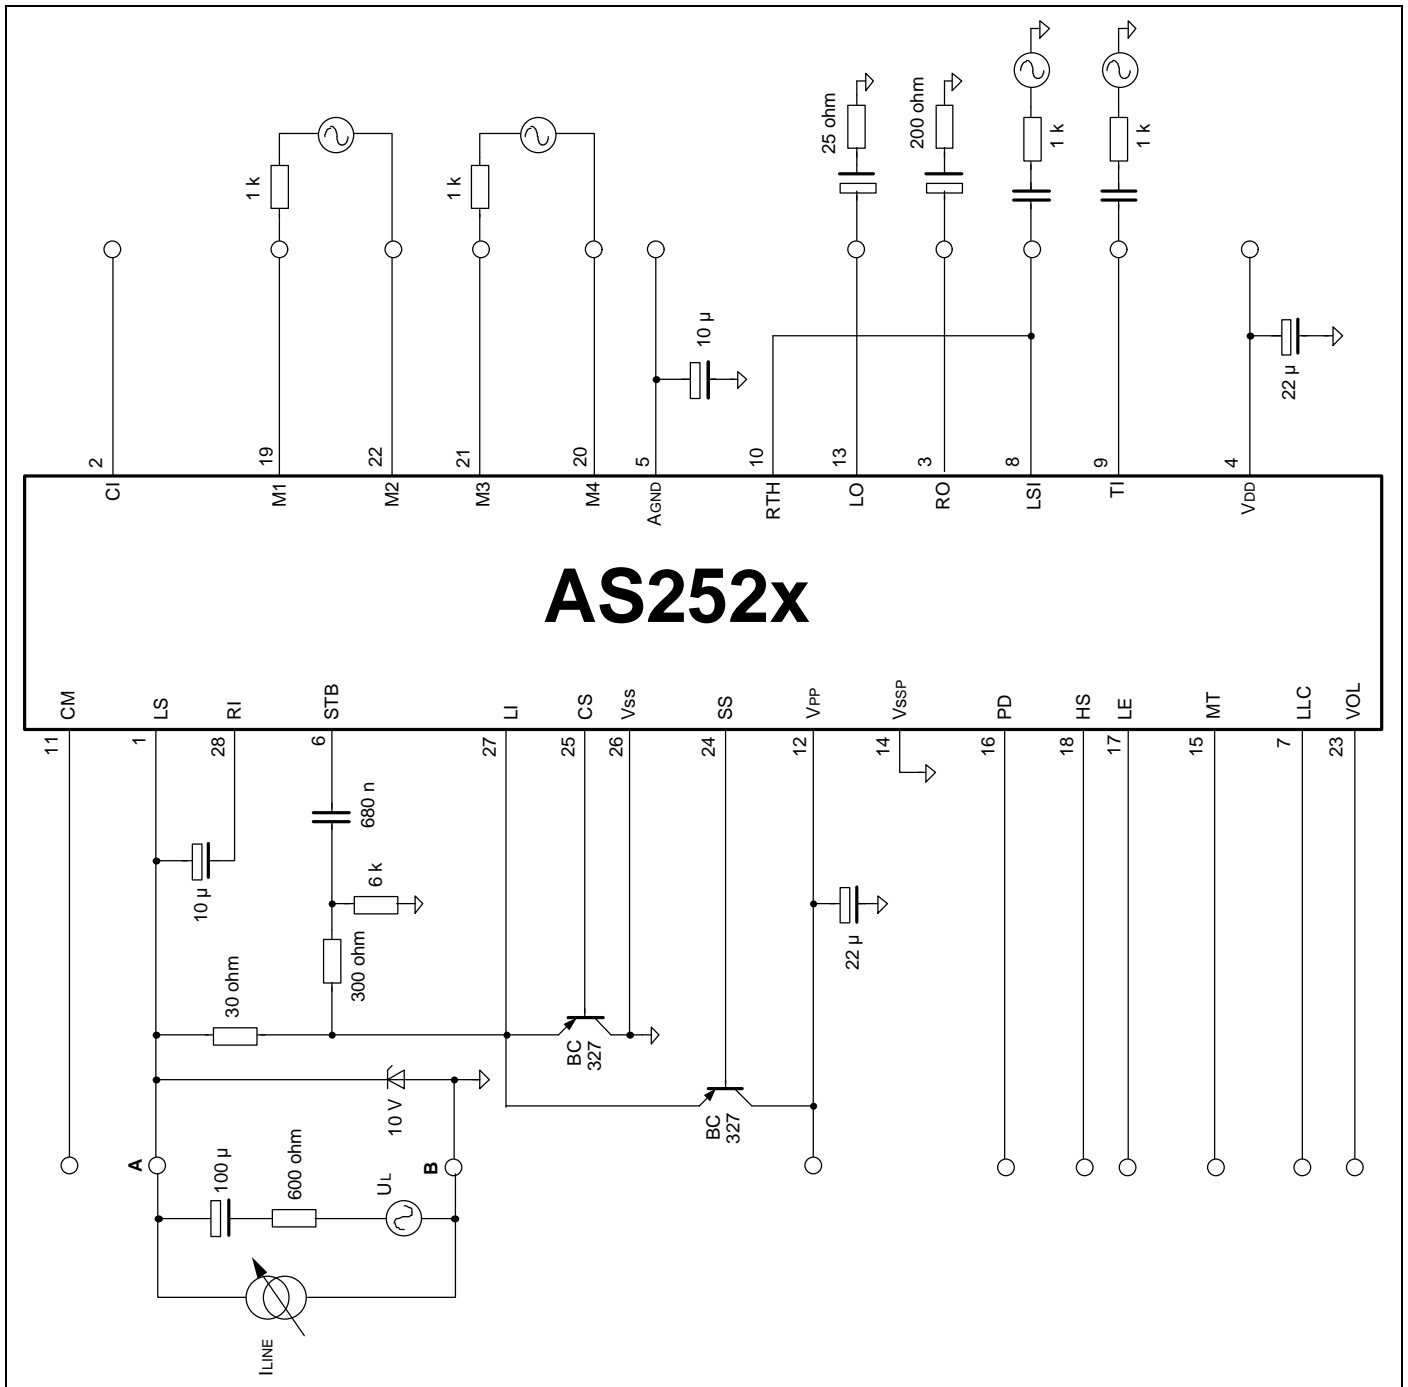 25 ohm
200 ohm
1 k
1 k
1 k
1 k
10 µ
22 µ
2
19
22
21
20
5
10
13
3
8
9
4
CI
M1
M2
M3
M4
AGND
RTH
LO
RO
LSI
TI
VDD
AS252x
CM
LS
RI
STB
LI
CS
Vss
SS
VPP
VSSP
PD
HS
LE
MT
LLC
VOL
11
1
28
6
27
25
26
24
12
14
16
18
17
15
7
23
680 n
10 µ
6 k
22 µ
30 ohm
300 ohm
BC
327
10 V
BC
327
A
B
100 µ
600 ohm
UL
ILINE